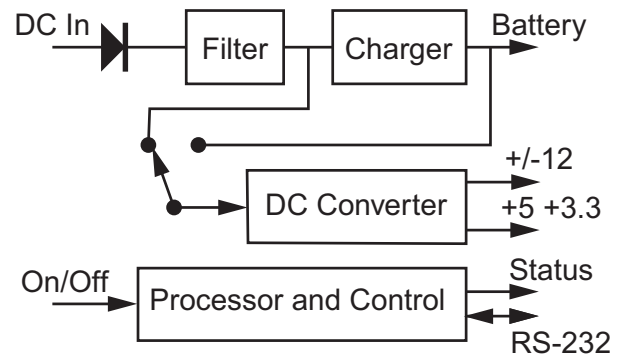 DC In
Filter
Charger
Battery
DC Converter
+/-12
+5 +3.3
On/Off
Processor and Control
Status
RS-232